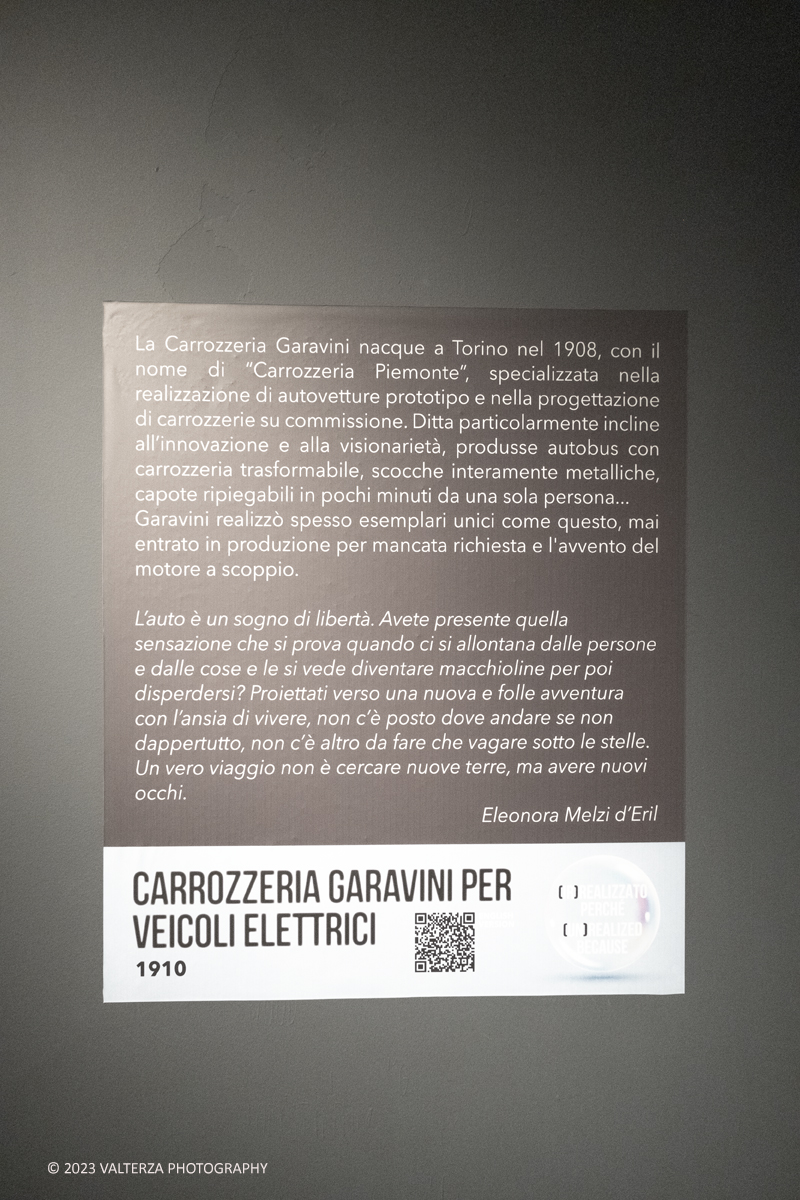 La Carrozzeria Garavini nacque a Torino nel 1908, con il
nome di “Carrozzeria Piemonte”, specializzata nella
realizzazione di autovetture prototipo e nella progettazione
di carrozzerie su commissione. Ditta particolarmente incline
all’innovazione e alla visionarietà, produsse autobus con
carrozzeria trasformabile, scocche interamente metalliche,
capote ripiegabili in pochi minuti da una sola persona...
Garavini realizzò spesso esemplari unici come questo, mai
entrato in produzione per mancata richiesta e l'avvento del
motore a scoppio.
L’auto è un sogno di libertà. Avete presente quella
sensazione che si prova quando ci si allontana dalle persone
e dalle cose e le si vede diventare macchioline per poi
disperdersi? Proiettati verso una nuova e folle avventura
con l’ansia di vivere, non c’è posto dove andare se non
dappertutto, non c’è altro da fare che vagare sotto le stelle.
Un vero viaggio non è cercare nuove terre, ma avere nuovi
occhi.
Eleonora Melzi d’Eril
CARROZZERIA GARAVINI PER
VEICOLI ELETTRICI
1910
( ) REALIZZATO
PERCHÉ
( ) REALIZED
BECAUSE
© 2023 VALTERZA PHOTOGRAPHY